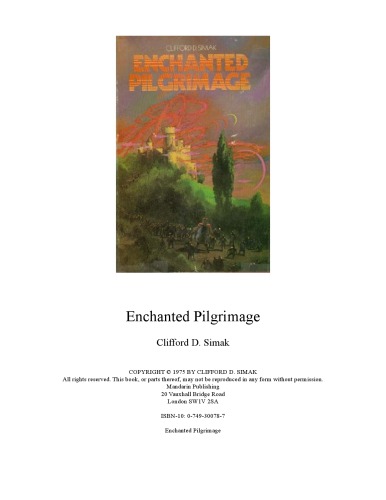 CLIFFORD D. SIMAK
ENCHANTED
PILGRIMAGE
Enchanted Pilgrimage
Clifford D. Simak
COPYRIGHT © 1975 BY CLIFFORD D. SIMAK
All rights reserved. This book, or parts thereof, may not be reproduced in any form without permission.
Mandarin Publishing
20 Vauxhall Bridge Road
London SW1V 2SA
ISBN-10: 0-749-30078-7
Enchanted Pilgrimage